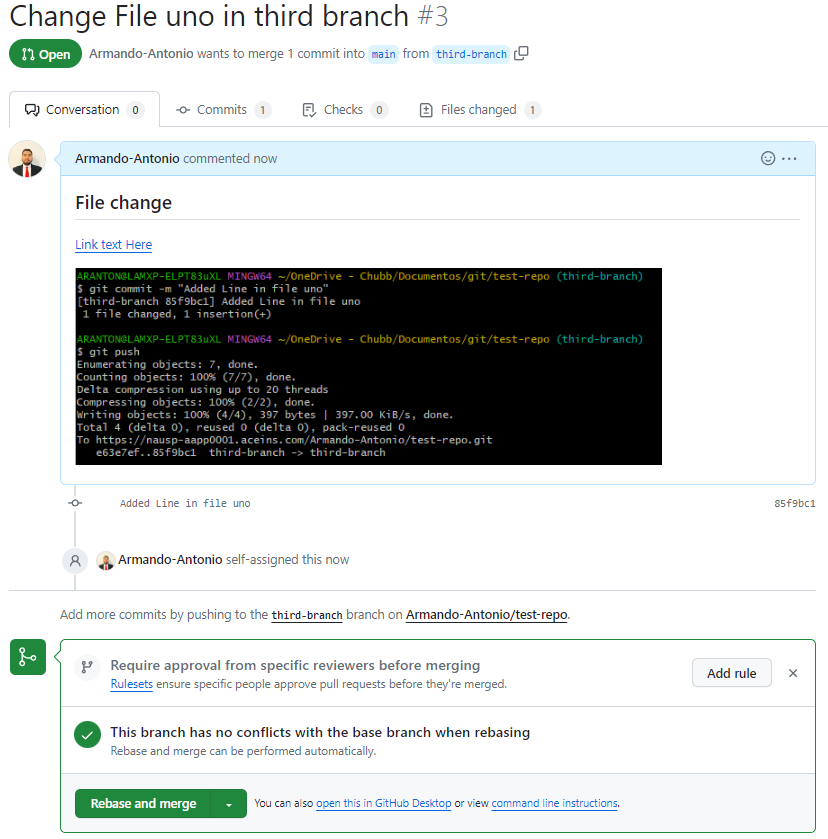 Change File uno in third branch #3
Open Armando-Antonio wants to merge 1 commit into main from third-branch
Conversation 0 Commits 1 Checks 0 Files changed 1
Armando-Antonio commented now
File change
Link text Here
ARANTON@LAMXP-ELPT83uXL MINGW64 ~/OneDrive - Chubb/Documentos/git/test-repo (third-branch)
$ git commit -m "Added Line in file uno"
[third-branch 85f9bc1] Added Line in file uno
1 file changed, 1 insertion(+)
ARANTON@LAMXP-ELPT83uXL MINGW64 ~/OneDrive - Chubb/Documentos/git/test-repo (third-branch)
$ git push
Enumerating objects: 7, done.
Counting objects: 100% (7/7), done.
Delta compression using up to 20 threads
Compressing objects: 100% (2/2), done.
Writing objects: 100% (4/4), 397 bytes | 397.00 KiB/s, done.
Total 4 (delta 0), reused 0 (delta 0), pack-reused 0
To https://nausp-aapp0001.aceins.com/Armando-Antonio/test-repo.git
e63e7ef..85f9bc1 third-branch -> third-branch
Added Line in file uno 85f9bc1
Armando-Antonio self-assigned this now
Add more commits by pushing to the third-branch branch on Armando-Antonio/test-repo.
Require approval from specific reviewers before merging
Rulesets ensure specific people approve pull requests before they're merged.
Add rule
This branch has no conflicts with the base branch when rebasing
Rebase and merge can be performed automatically.
Rebase and merge You can also open this in GitHub Desktop or view command line instructions.